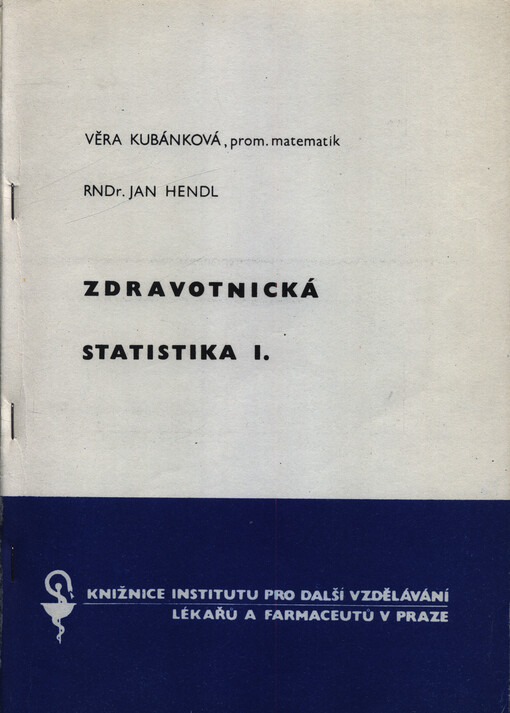 VĚRA KUBÁNKOVÁ, prom. matematik
RNDr. JAN HENDL
ZDRAVOTNICKÁ
STATISTIKA I.
KNIŽNICE INSTITUTU PRO DALŠÍ VZDĚLÁVÁNÍ
LÉKAŘŮ A FARMACEUTŮ V PRAZE